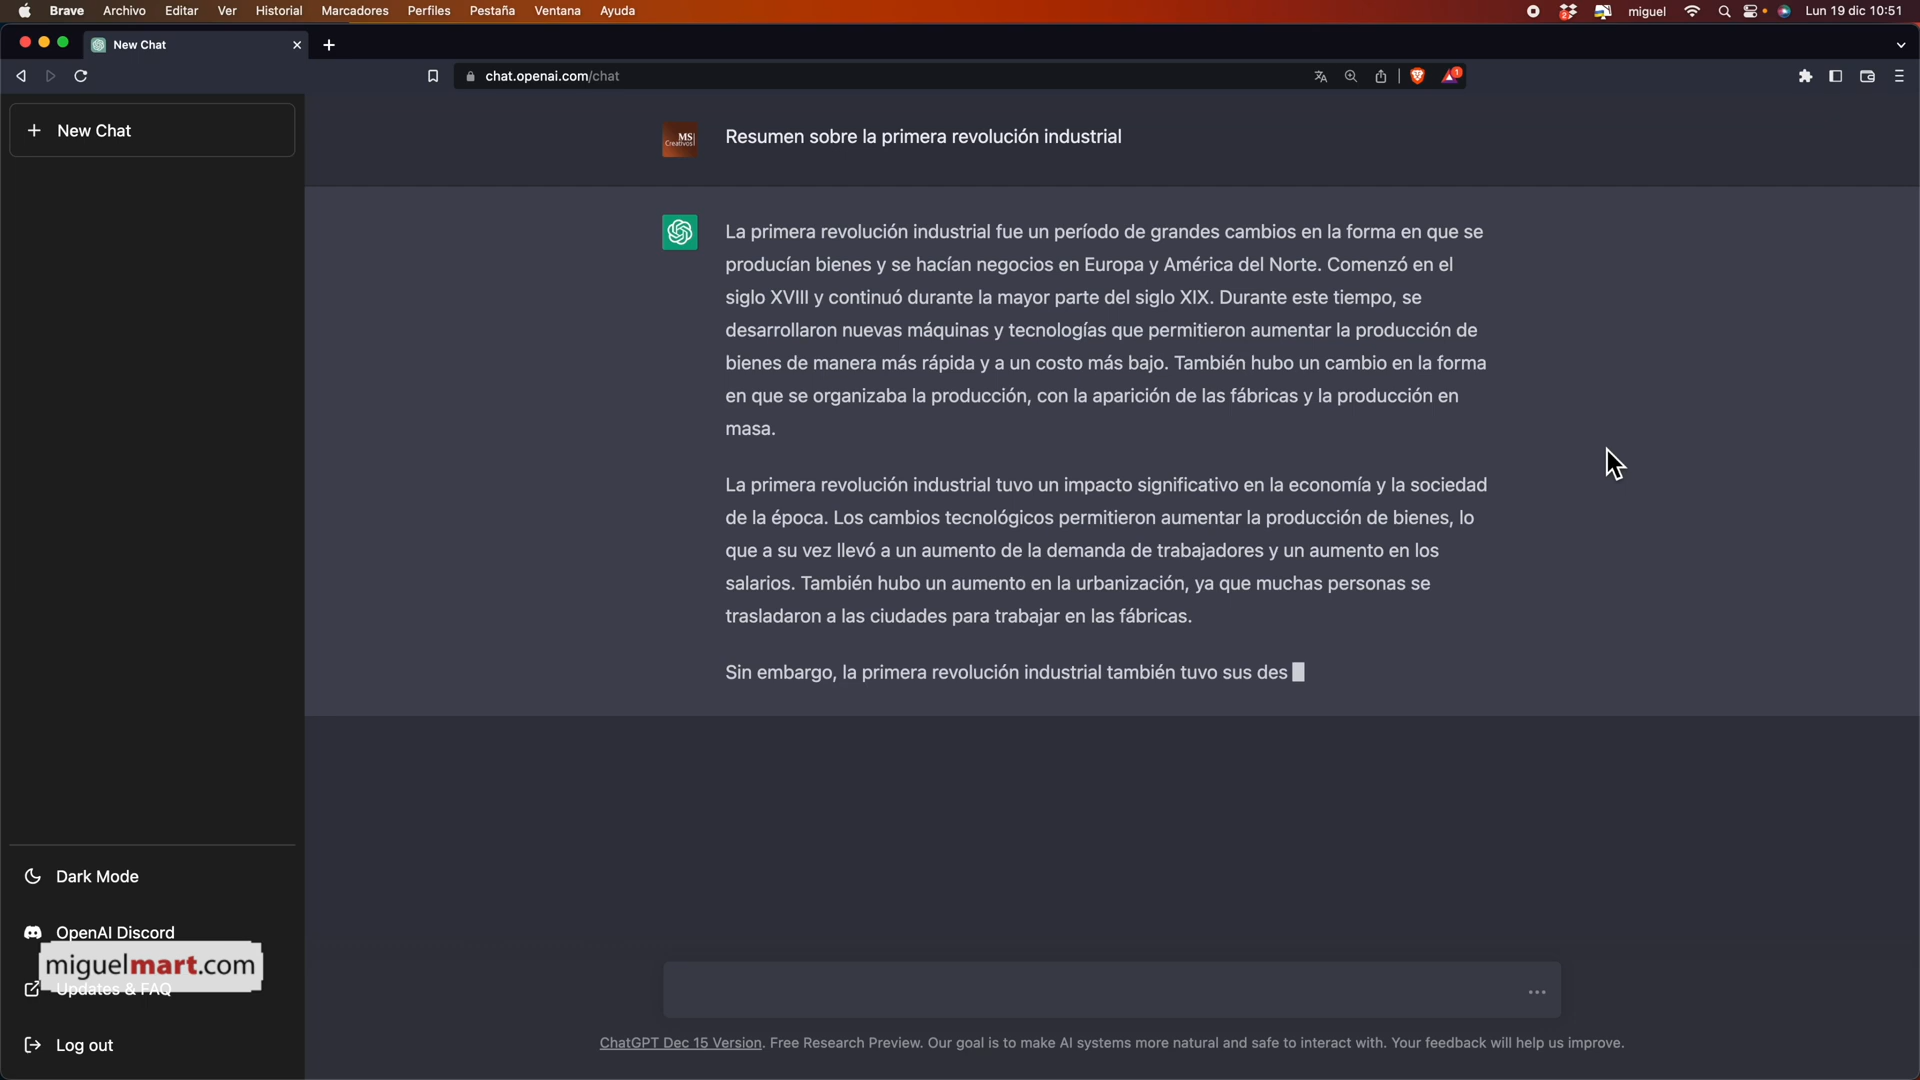 Brave Archivo Editar Ver Historial Marcadores Perfiles Pestaña Ventana Ayuda
miguel Lun 19 dic 10:51
New Chat
chat.openai.com/chat
1
2
New Chat
MS
Creativos
Resumen sobre la primera revolución industrial
La primera revolución industrial fue un período de grandes cambios en la forma en que se
producían bienes y se hacían negocios en Europa y América del Norte. Comenzó en el
siglo XVIII y continuó durante la mayor parte del siglo XIX. Durante este tiempo, se
desarrollaron nuevas máquinas y tecnologías que permitieron aumentar la producción de
bienes de manera más rápida y a un costo más bajo. También hubo un cambio en la forma
en que se organizaba la producción, con la aparición de las fábricas y la producción en
masa.
La primera revolución industrial tuvo un impacto significativo en la economía y la sociedad
de la época. Los cambios tecnológicos permitieron aumentar la producción de bienes, lo
que a su vez llevó a un aumento de la demanda de trabajadores y un aumento en los
salarios. También hubo un aumento en la urbanización, ya que muchas personas se
trasladaron a las ciudades para trabajar en las fábricas.
Sin embargo, la primera revolución industrial también tuvo sus des
Dark Mode
OpenAI Discord
miguelmart.com
Updates & FAQ
Log out
ChatGPT Dec 15 Version. Free Research Preview. Our goal is to make AI systems more natural and safe to interact with. Your feedback will help us improve.